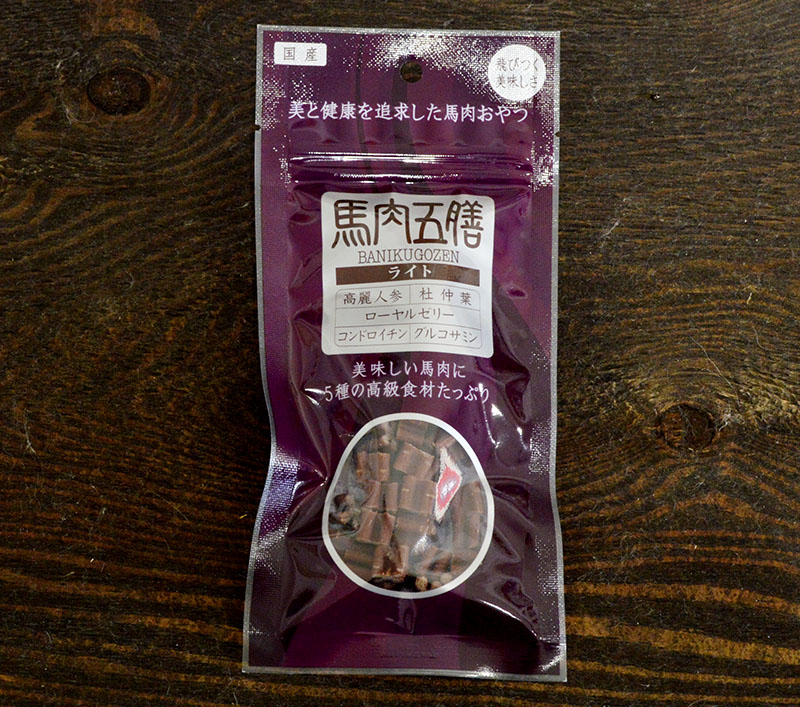 国産
飛びつく
美味しさ
美と健康を追求した馬肉おやつ
馬肉五膳
BANIKUGOZEN
ライト
高麗人参 杜仲葉
ローヤルゼリー
コンドロイチン グルコサミン
美味しい馬肉に
5種の高級食材たっぷり